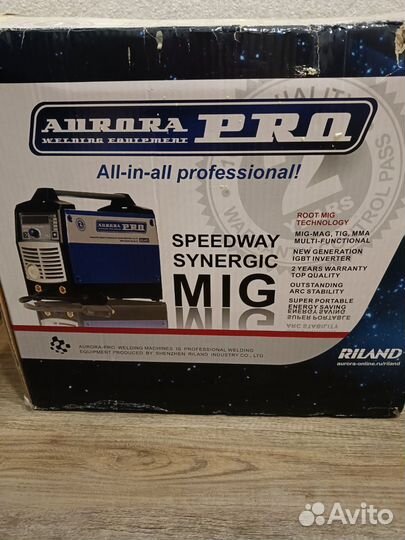 AURORA PRO
WELDING EQUIPMENT
All-in-all professional!
SPEEDWAY
SYNERGIC
MIG
ROOT MIG
TECHNOLOGY
MIG-MAG, TIG, MMA
MULTI-FUNCTIONAL
NEW GENERATION
IGBT INVERTER
2 YEARS WARRANTY
TOP QUALITY
OUTSTANDING
ARC STABILITY
SUPER PORTABLE
ENERGY SAVING
AURORA PRO
AURORA-PRO WELDING MACHINES IS PROFESSIONAL WELDING
EQUIPMENT PRODUCED BY SHENZHEN RILAND INDUSTRY CO., LTD
RILAND
aurora-online.ru/riland
Avito